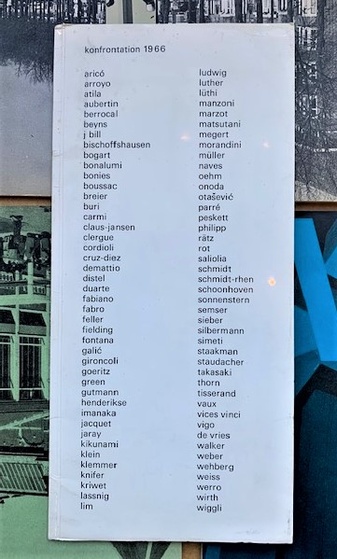 konfrontation 1966
aricó
arroyo
atila
aubertin
berrocal
beyns
j bill
bischoffshausen
bogart
bonalumi
bonies
boussac
breier
buri
carmi
claus-jansen
clergue
cordioli
cruz-diez
demattio
distel
duarte
fabiano
fabro
feller
fielding
fontana
galić
gironcoli
goeritz
green
gutmann
henderikse
imanaka
jacquet
jaray
kikunami
klein
klemmer
knifer
kriwet
lassnig
lim
ludwig
luther
lüthi
manzoni
marzot
matsutani
megert
morandini
müller
naves
oehm
onoda
otašević
parré
peskett
philipp
rätz
rot
saliolia
schmidt
schmidt-rhen
schoonhoven
sonnenstern
semser
sieber
silbermann
simeti
staakman
staudacher
takasaki
thorn
tisserand
vaux
vices vinci
vigo
de vries
walker
weber
wehberg
weiss
werro
wirth
wiggli